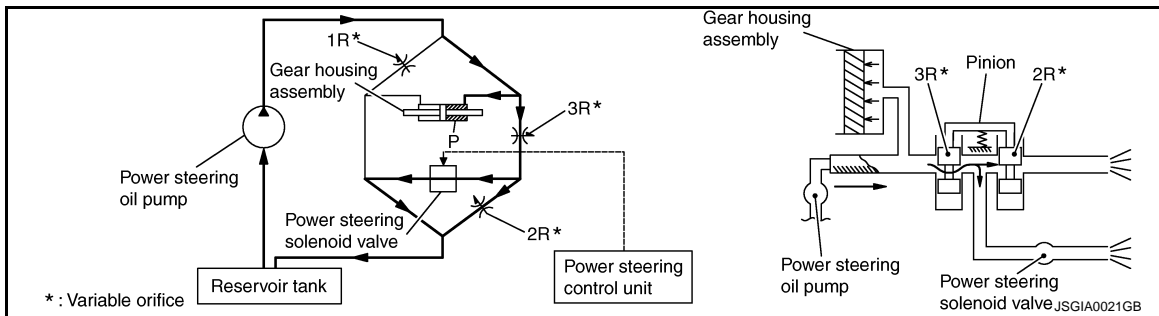 1R*
Gear housing
assembly
3R*
P
Power steering
oil pump
Power steering
solenoid valve
2R*
Reservoir tank
Power steering
control unit
* : Variable orifice
Gear housing
assembly
Pinion
3R*
2R*
Power steering
oil pump
Power steering
solenoid valve
JSGIA0021GB